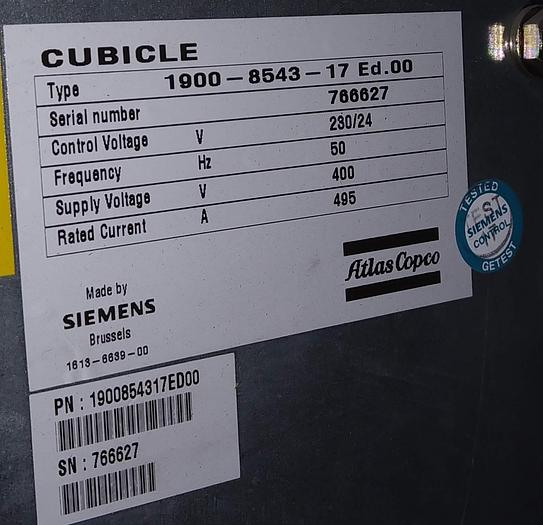 CUBICLE
Type 1900-8543-17 Ed.00
Serial number 766627
Control Voltage V 230/24
Frequency Hz 50
Supply Voltage V 400
Rated Current A 495
Atlas Copco
Made by
SIEMENS
Brussels
1613-6639-00
TESTED
SIEMENS
CONTROL
GETEST
PN : 1900854317ED00
SN : 766627